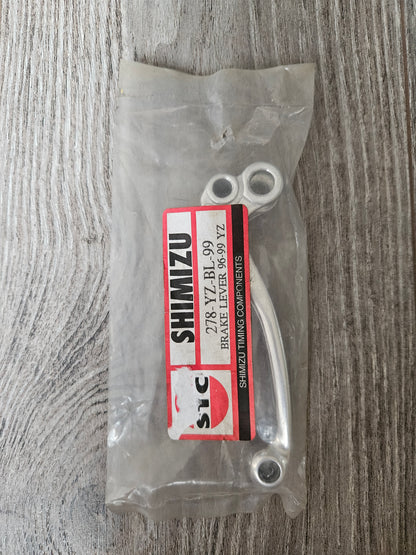 SHIMIZU
278-YZ-BL-99
BRAKE LEVER 96-99 YZ
STC
SHIMIZU TIMING COMPONENTS